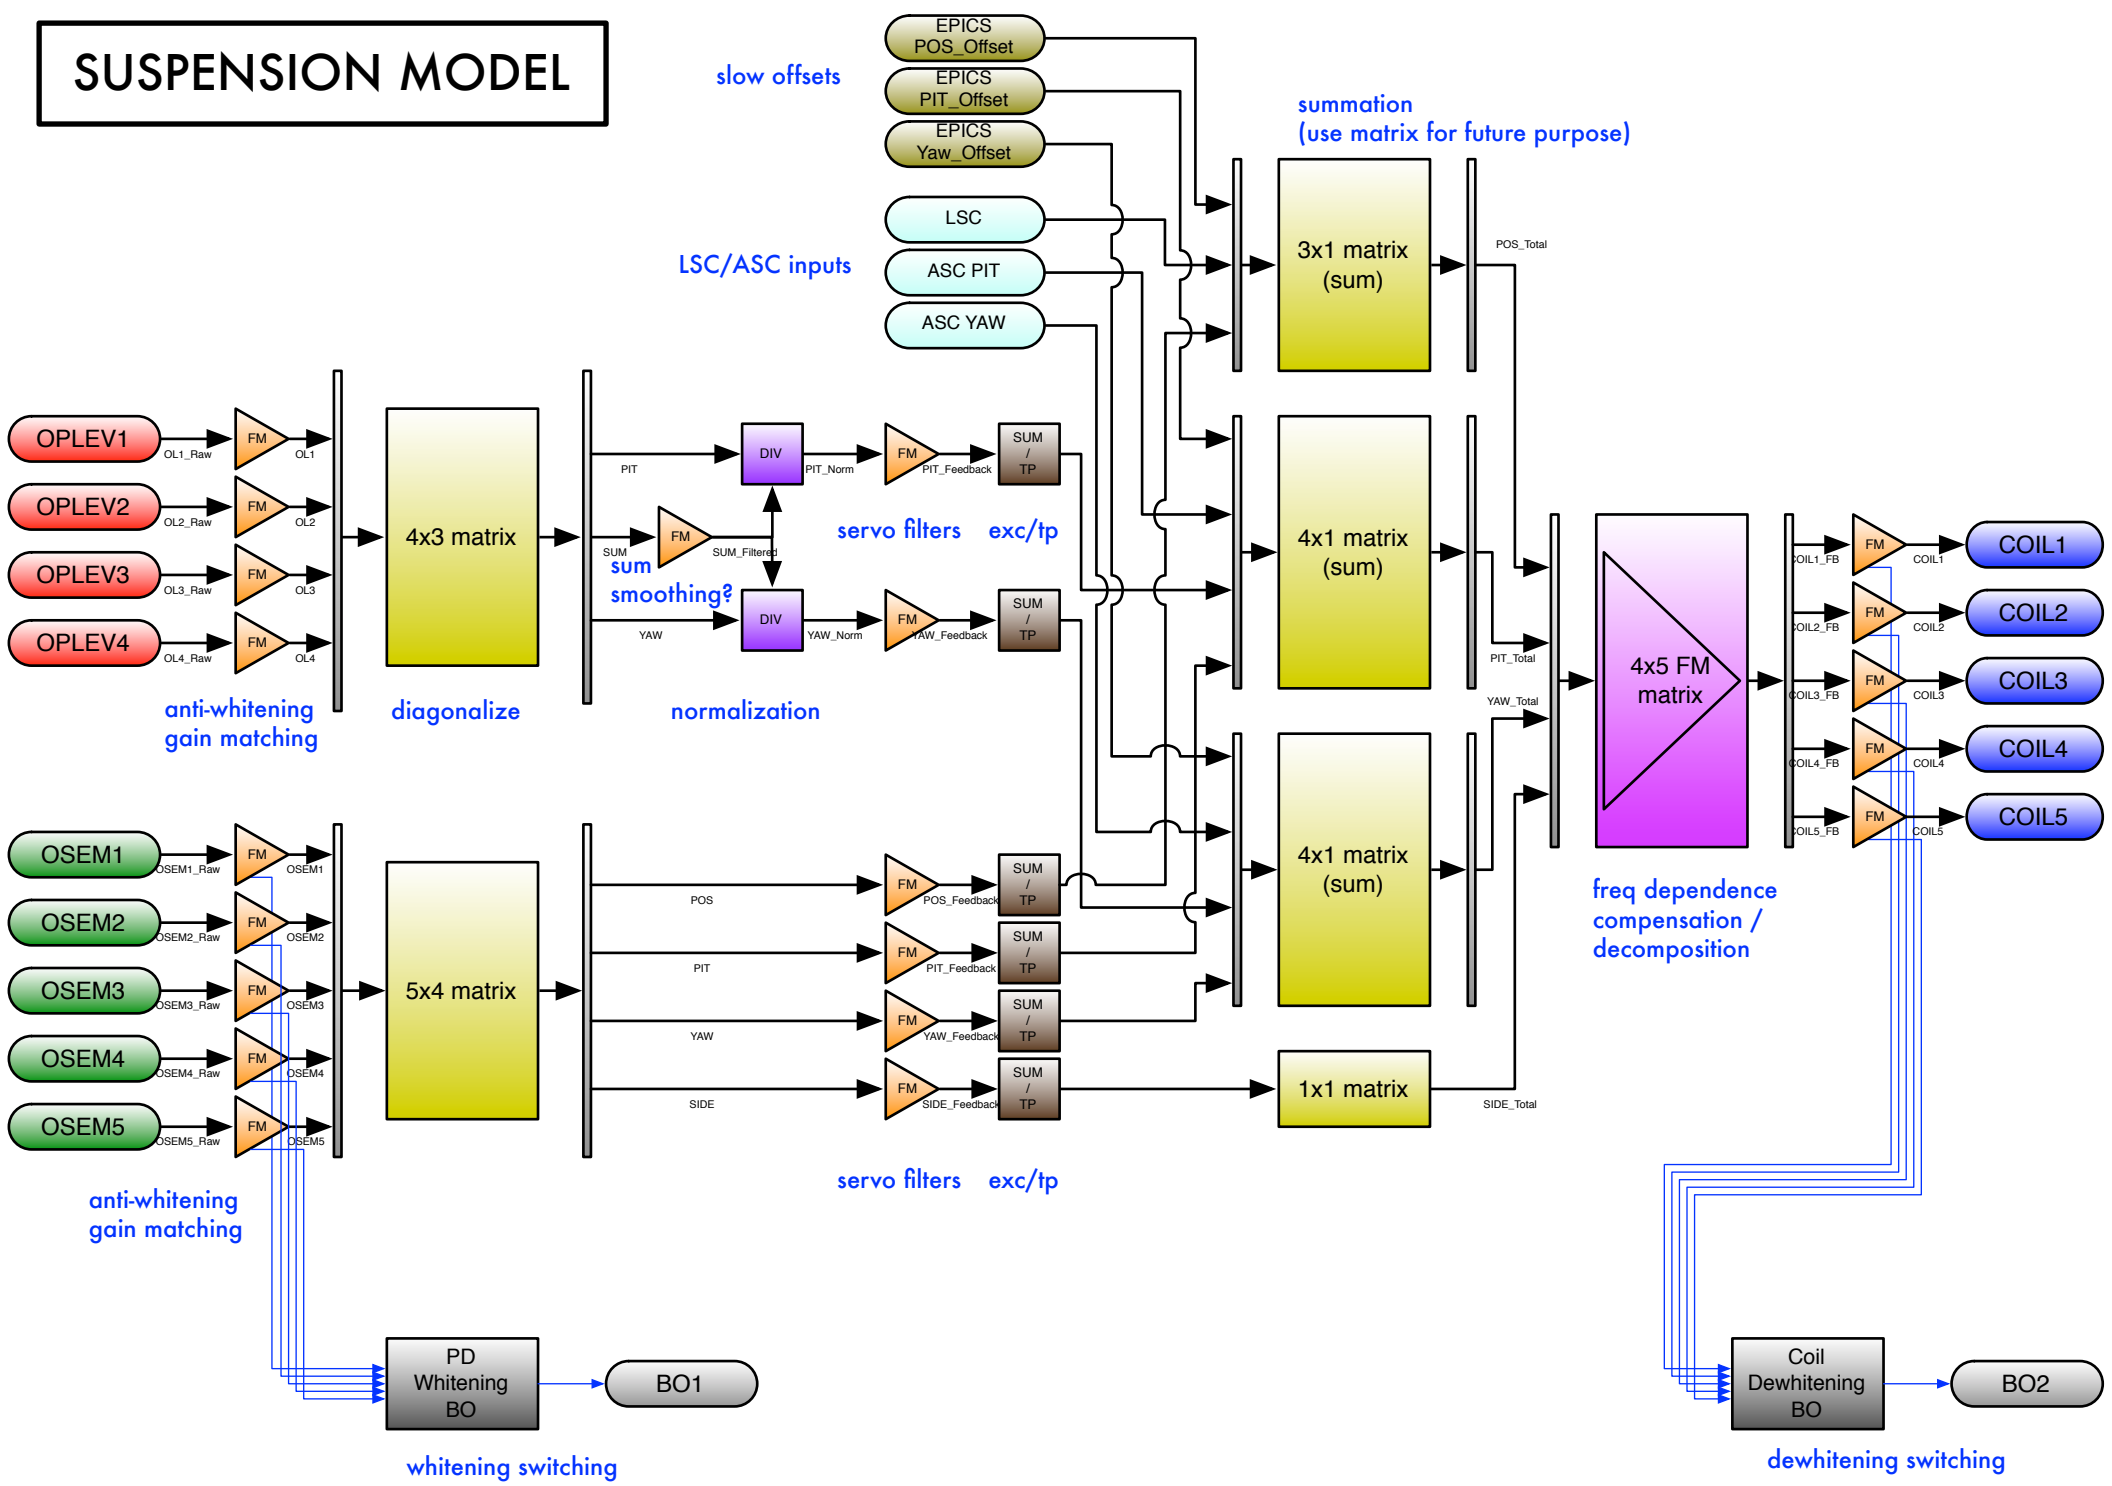 SUSPENSION MODEL
slow offsets
EPICS
POS_Offset
EPICS
PIT_Offset
EPICS
Yaw_Offset
LSC/ASC inputs
LSC
ASC PIT
ASC YAW
summation
(use matrix for future purpose)
3x1 matrix
(sum)
POS_Total
OPLEV1
OL1_Raw
FM
OL1
OPLEV2
OL2_Raw
FM
OL2
OPLEV3
OL3_Raw
FM
OL3
OPLEV4
OL4_Raw
FM
OL4
anti-whitening
gain matching
4x3 matrix
diagonalize
PIT
SUM
FM
SUM_Filtered
sum
smoothing?
YAW
DIV
PIT_Norm
DIV
YAW_Norm
normalization
FM
PIT_Feedback
SUM
/
TP
servo filters
exc/tp
FM
YAW_Feedback
SUM
/
TP
4x1 matrix
(sum)
PIT_Total
YAW_Total
4x1 matrix
(sum)
4x5 FM
matrix
freq dependence
compensation /
decomposition
COIL1_FB
FM
COIL1
COIL1
COIL2_FB
FM
COIL2
COIL2
COIL3_FB
FM
COIL3
COIL3
COIL4_FB
FM
COIL4
COIL4
COIL5_FB
FM
COIL5
COIL5
OSEM1
OSEM1_Raw
FM
OSEM1
OSEM2
OSEM2_Raw
FM
OSEM2
OSEM3
OSEM3_Raw
FM
OSEM3
OSEM4
OSEM4_Raw
FM
OSEM4
OSEM5
OSEM5_Raw
FM
OSEM5
anti-whitening
gain matching
5x4 matrix
POS
FM
POS_Feedback
SUM
/
TP
PIT
FM
PIT_Feedback
SUM
/
TP
YAW
FM
YAW_Feedback
SUM
/
TP
SIDE
FM
SIDE_Feedback
SUM
/
TP
1x1 matrix
SIDE_Total
servo filters
exc/tp
PD
Whitening
BO
BO1
whitening switching
Coil
Dewhitening
BO
BO2
dewhitening switching